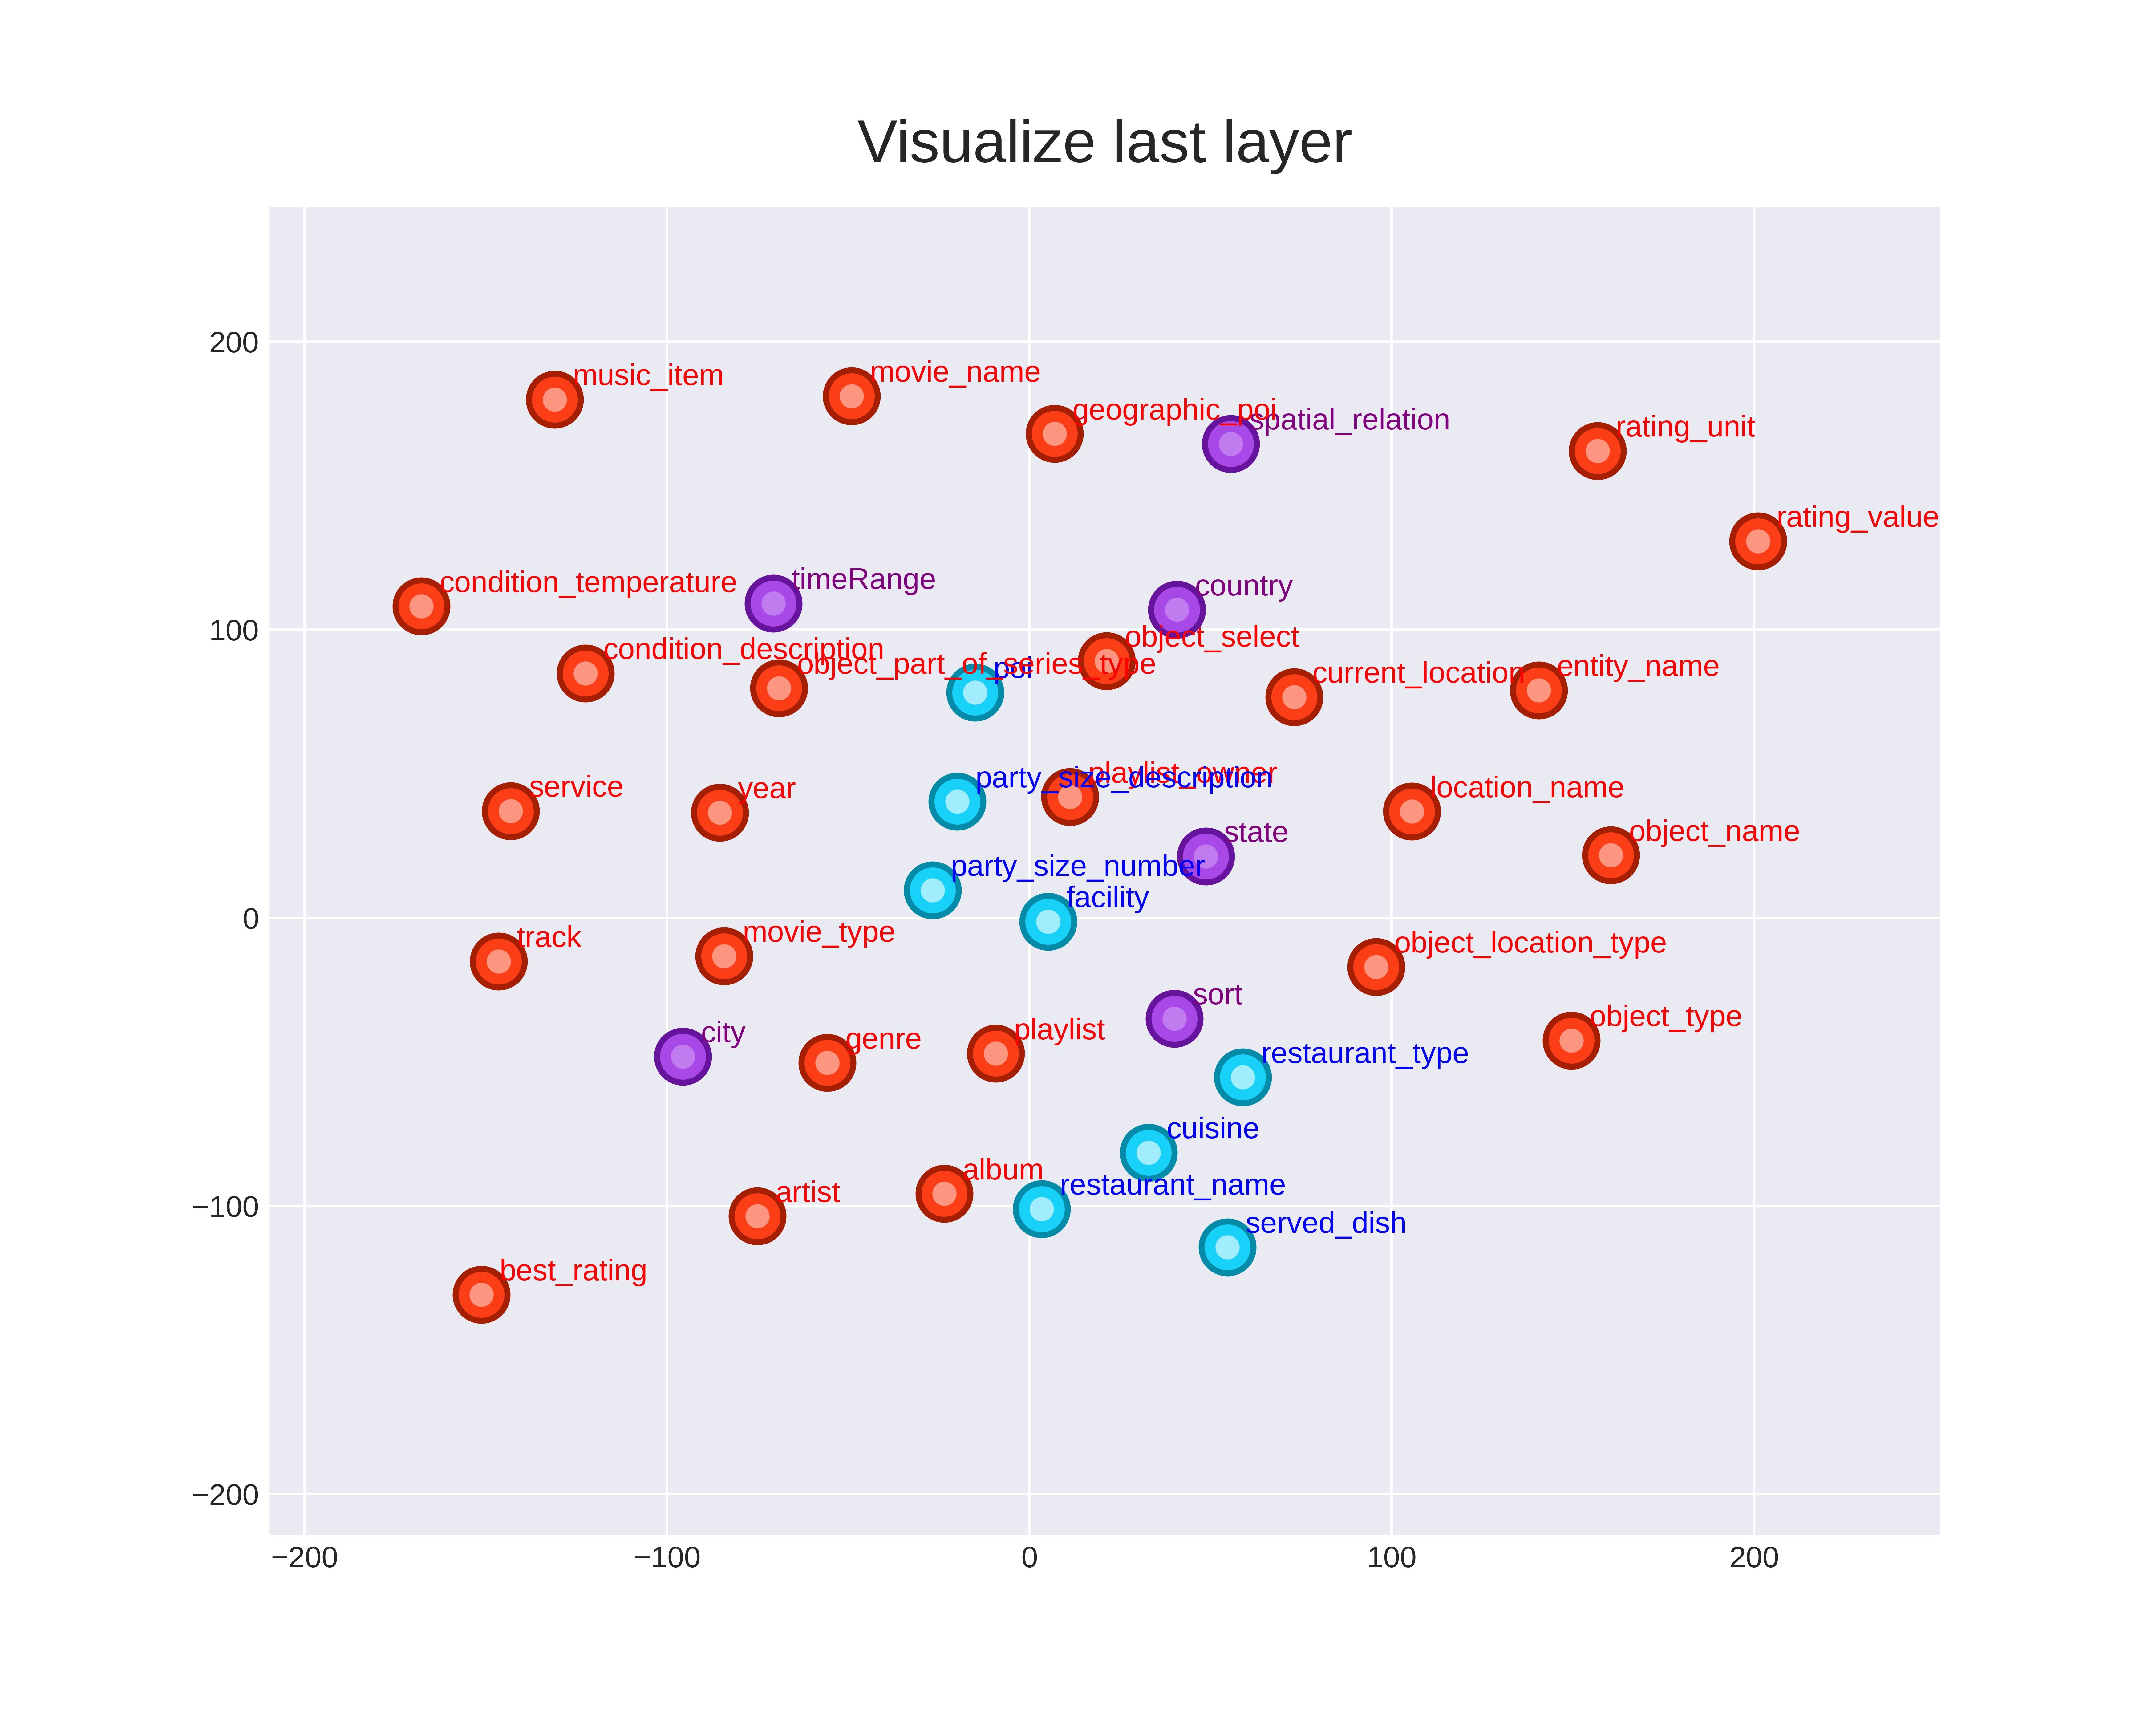 Visualize last layer
200
100
0
−100
−200
music_item
movie_name
geographic_poi
spatial_relation
rating_unit
rating_value
condition_temperature
timeRange
country
condition_description
object_part_of_series_type
poi
object_select
current_location
entity_name
service
year
party_size_description
playlist_owner
location_name
state
object_name
party_size_number
facility
track
movie_type
object_location_type
sort
object_type
city
genre
playlist
restaurant_type
cuisine
album
artist
restaurant_name
served_dish
best_rating
−200
−100
0
100
200